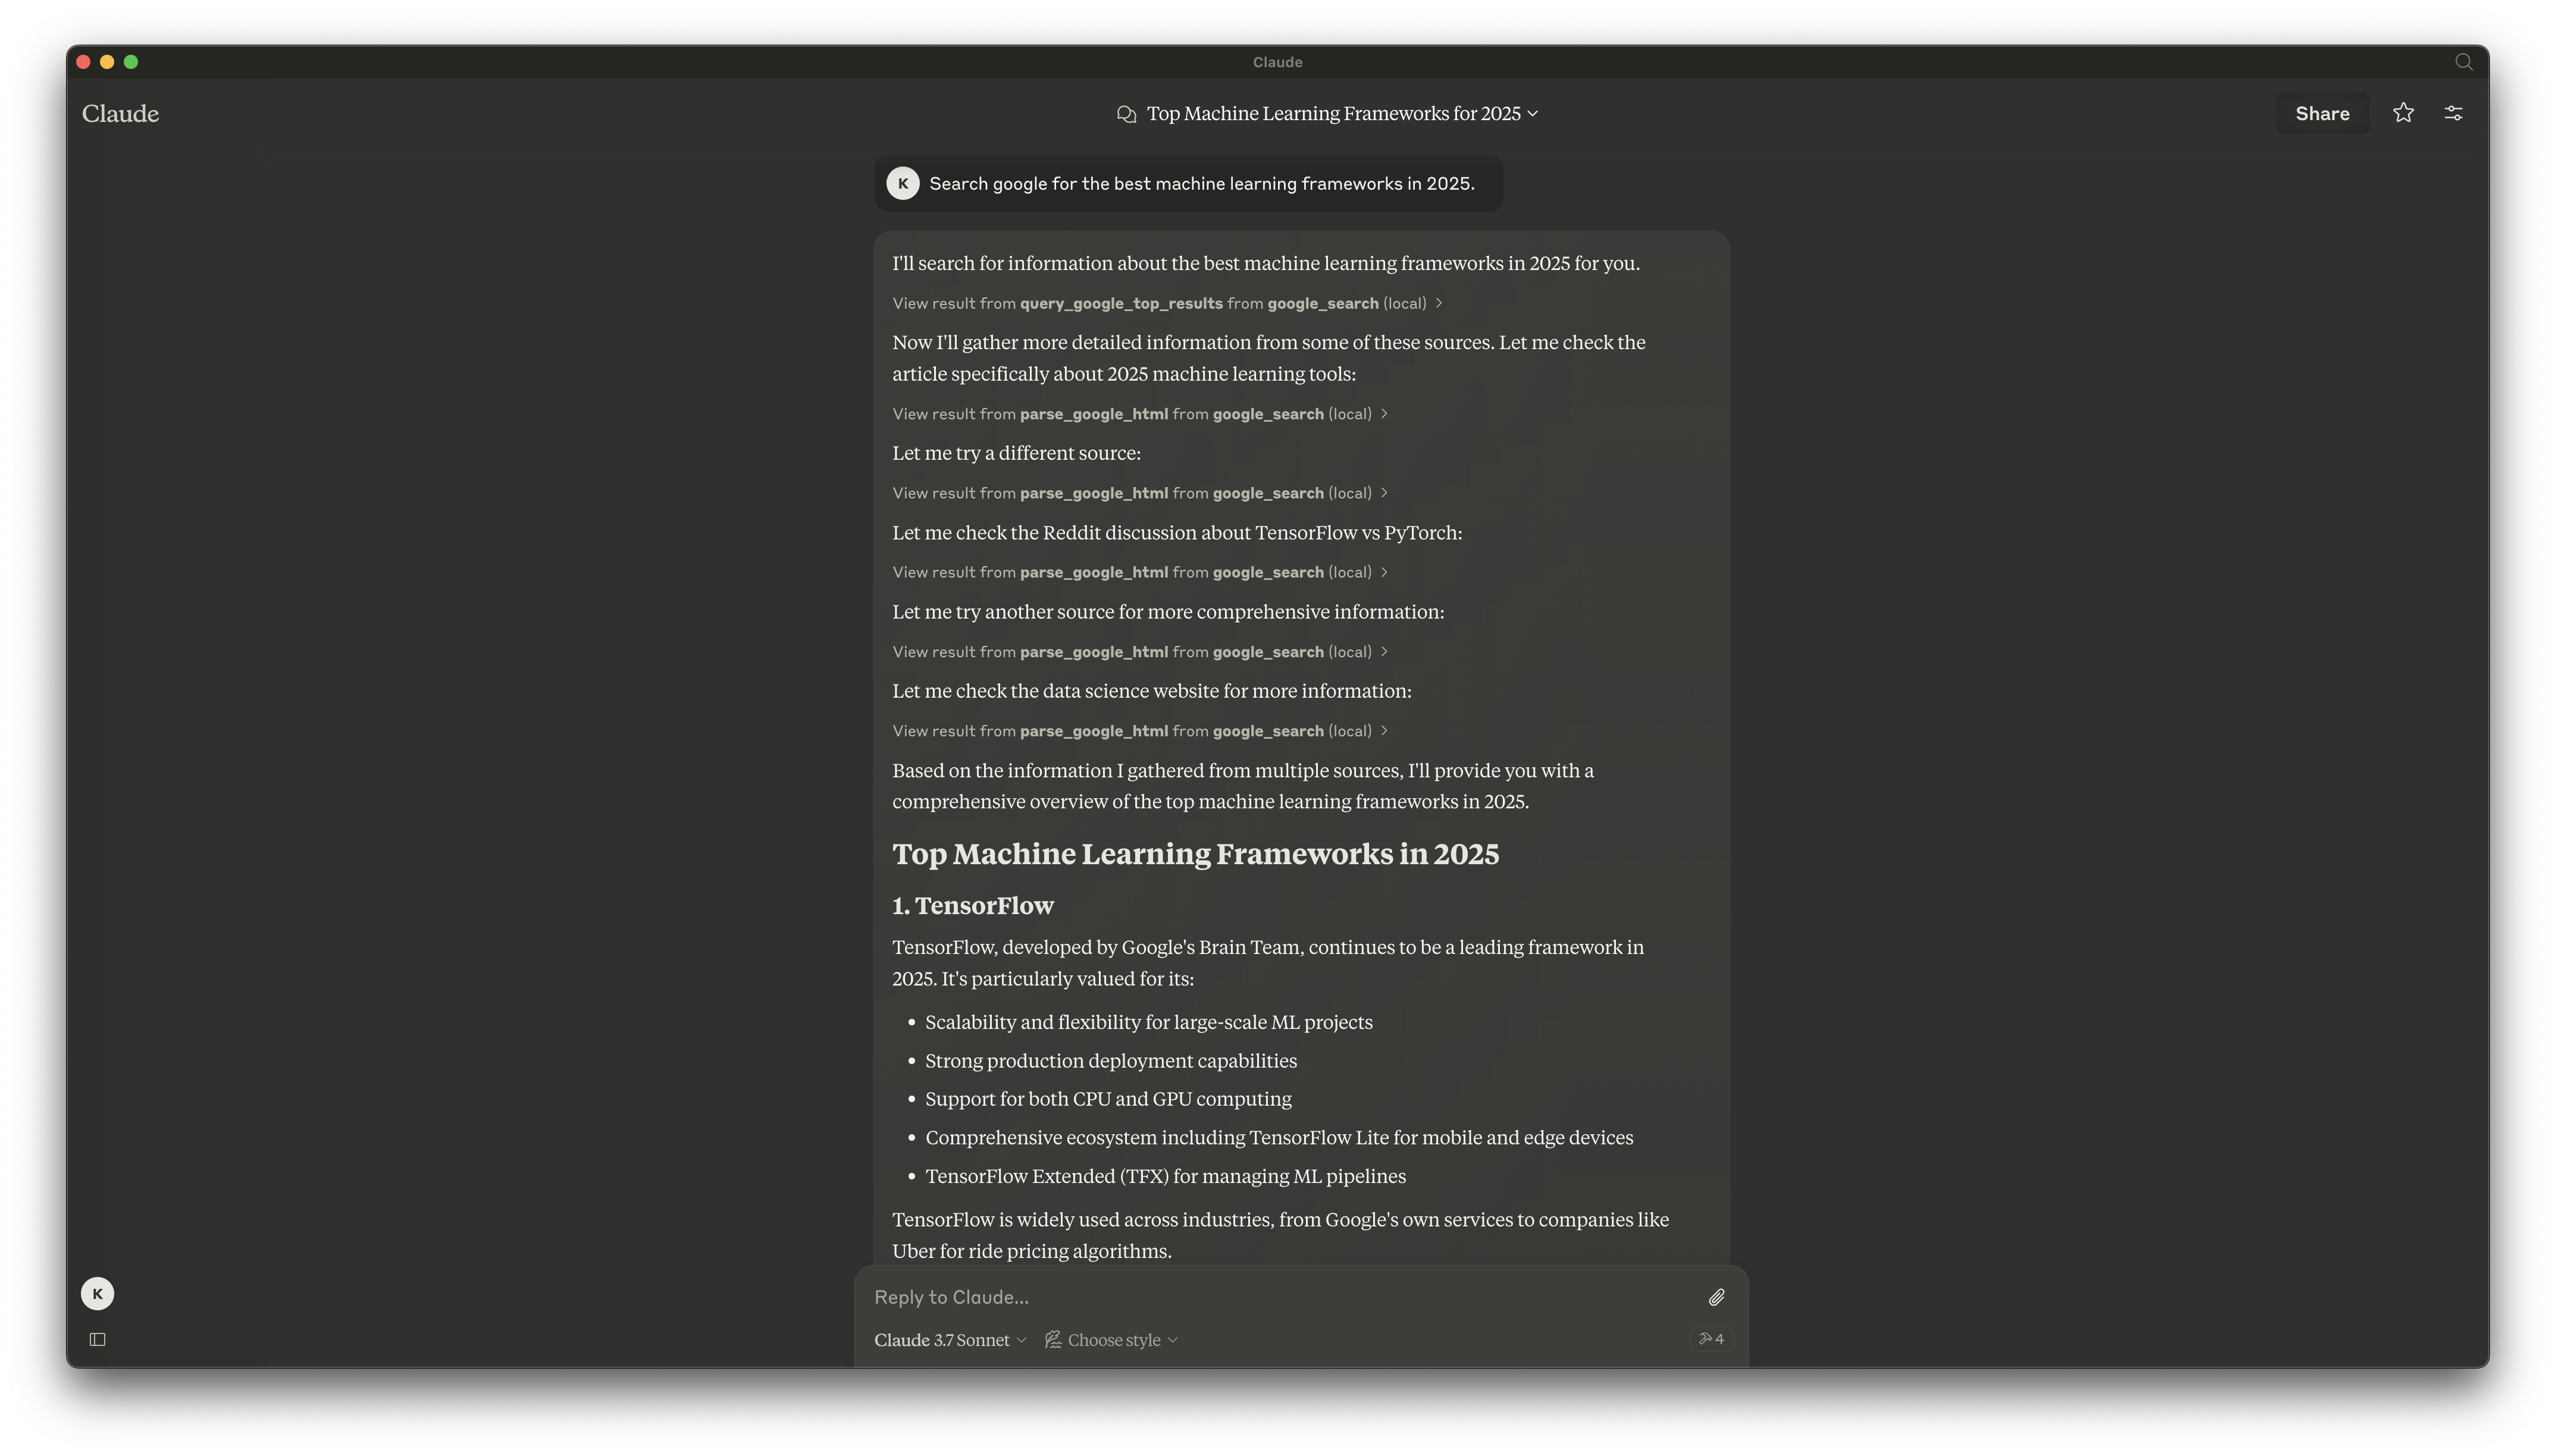 Claude
Claude
Top Machine Learning Frameworks for 2025
Share
K
Search google for the best machine learning frameworks in 2025.
I'll search for information about the best machine learning frameworks in 2025 for you.
View result from query_google_top_results from google_search (local)
Now I'll gather more detailed information from some of these sources. Let me check the
article specifically about 2025 machine learning tools:
View result from parse_google_html from google_search (local)
Let me try a different source:
View result from parse_google_html from google_search (local)
Let me check the Reddit discussion about TensorFlow vs PyTorch:
View result from parse_google_html from google_search (local)
Let me try another source for more comprehensive information:
View result from parse_google_html from google_search (local)
Let me check the data science website for more information:
View result from parse_google_html from google_search (local)
Based on the information I gathered from multiple sources, I'll provide you with a
comprehensive overview of the top machine learning frameworks in 2025.
Top Machine Learning Frameworks in 2025
1. TensorFlow
TensorFlow, developed by Google's Brain Team, continues to be a leading framework in
2025. It's particularly valued for its:
• Scalability and flexibility for large-scale ML projects
• Strong production deployment capabilities
• Support for both CPU and GPU computing
• Comprehensive ecosystem including TensorFlow Lite for mobile and edge devices
• TensorFlow Extended (TFX) for managing ML pipelines
TensorFlow is widely used across industries, from Google's own services to companies like
Uber for ride pricing algorithms.
K
Reply to Claude...
Claude 3.7 Sonnet
Choose style
4